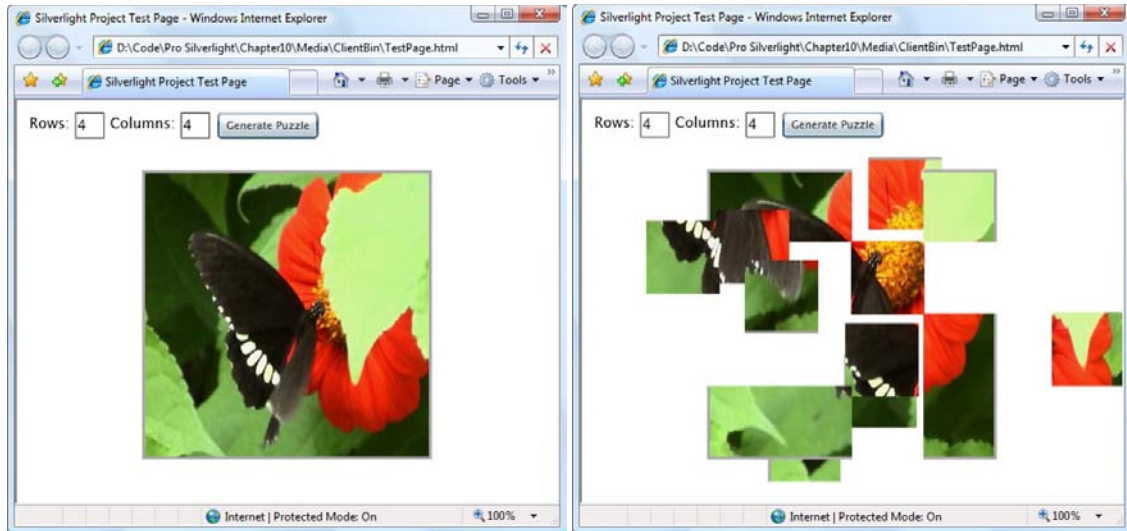 Silverlight Project Test Page - Windows Internet Explorer
D:\Code\Pro Silverlight\Chapter10\Media\ClientBin\TestPage.html
Silverlight Project Test Page
Page
Tools
Rows: 4 Columns: 4 Generate Puzzle
Internet | Protected Mode: On
100%
Silverlight Project Test Page - Windows Internet Explorer
D:\Code\Pro Silverlight\Chapter10\Media\ClientBin\TestPage.html
Silverlight Project Test Page
Page
Tools
Rows: 4 Columns: 4 Generate Puzzle
Internet | Protected Mode: On
100%